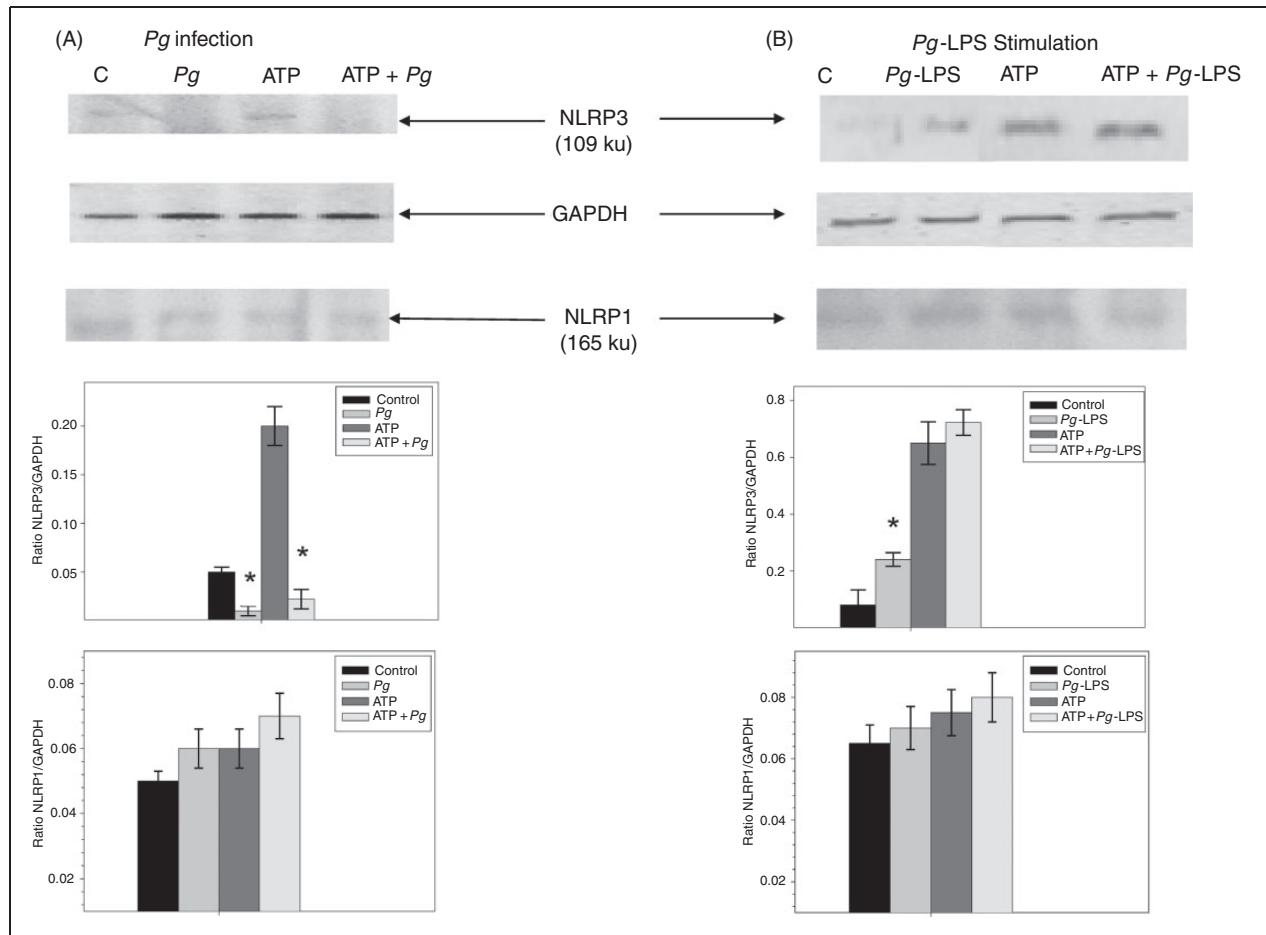 (A) Pg infection
C Pg ATP ATP + Pg
(B) Pg-LPS Stimulation
C Pg-LPS ATP ATP + Pg-LPS
NLRP3
(109 ku)
GAPDH
NLRP1
(165 ku)
Ratio NLRP3/GAPDH
0.20
0.15
0.10
0.05
Control
Pg
ATP
ATP + Pg
*
*
Ratio NLRP3/GAPDH
0.8
0.6
0.4
0.2
Control
Pg-LPS
ATP
ATP+Pg-LPS
*
Ratio NLRP1/GAPDH
0.08
0.06
0.04
0.02
Control
Pg
ATP
ATP + Pg
Ratio NLRP1/GAPDH
0.08
0.06
0.04
0.02
Control
Pg-LPS
ATP
ATP+Pg-LPS